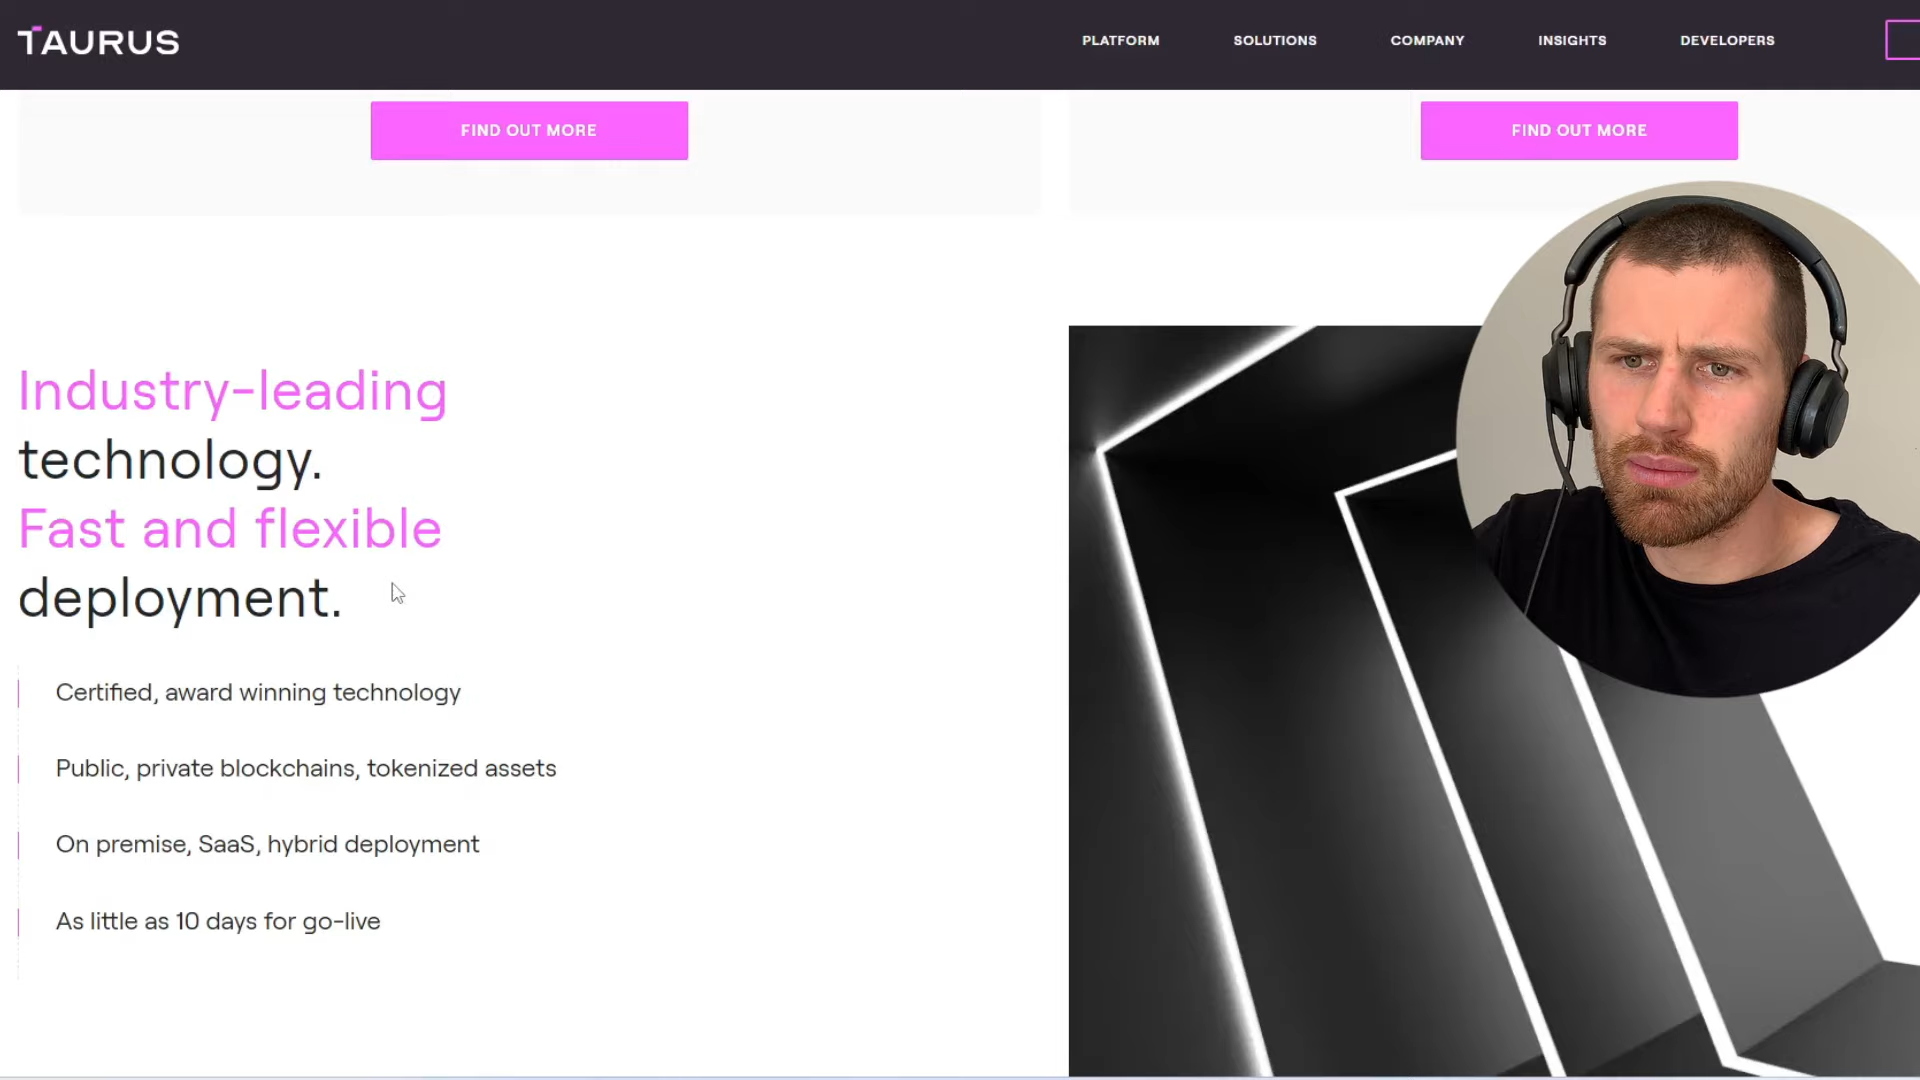 TAURUS
PLATFORM
SOLUTIONS
COMPANY
INSIGHTS
DEVELOPERS
FIND OUT MORE
FIND OUT MORE
Industry-leading
technology.
Fast and flexible
deployment.
Certified, award winning technology
Public, private blockchains, tokenized assets
On premise, SaaS, hybrid deployment
As little as 10 days for go-live